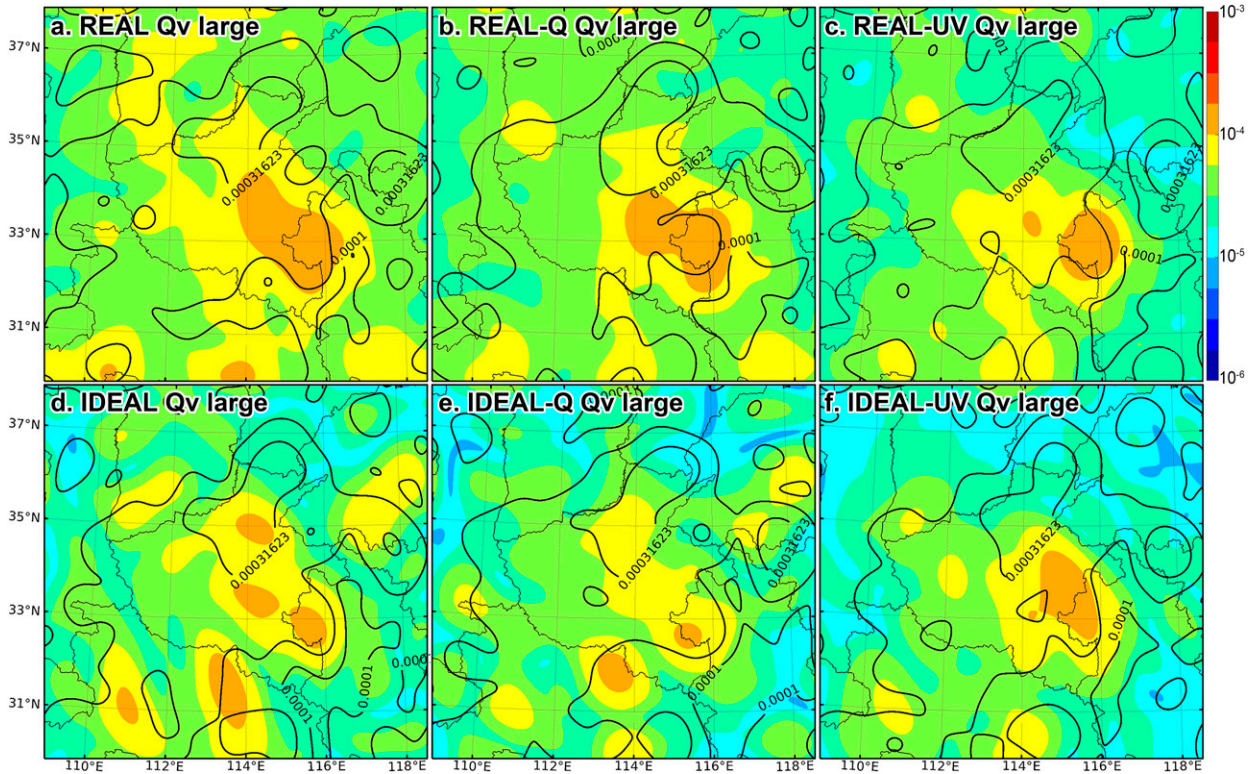 a. REAL Qv large
b. REAL-Q Qv large
c. REAL-UV Qv large
37°N
35°N
33°N
31°N
0.00031623
0.00031623
0.0001
0.00031623
0.0001
0.00031623
0.00031623
0.0001
10⁻³
10⁻⁴
10⁻⁵
10⁻⁶
d. IDEAL Qv large
e. IDEAL-Q Qv large
f. IDEAL-UV Qv large
37°N
35°N
33°N
31°N
0.00031623
0.0001
0.0001
0.00031623
0.00031623
0.0001
0.0001
0.00031623
0.0001
110°E 112°E 114°E 116°E 118°E
110°E 112°E 114°E 116°E 118°E
110°E 112°E 114°E 116°E 118°E